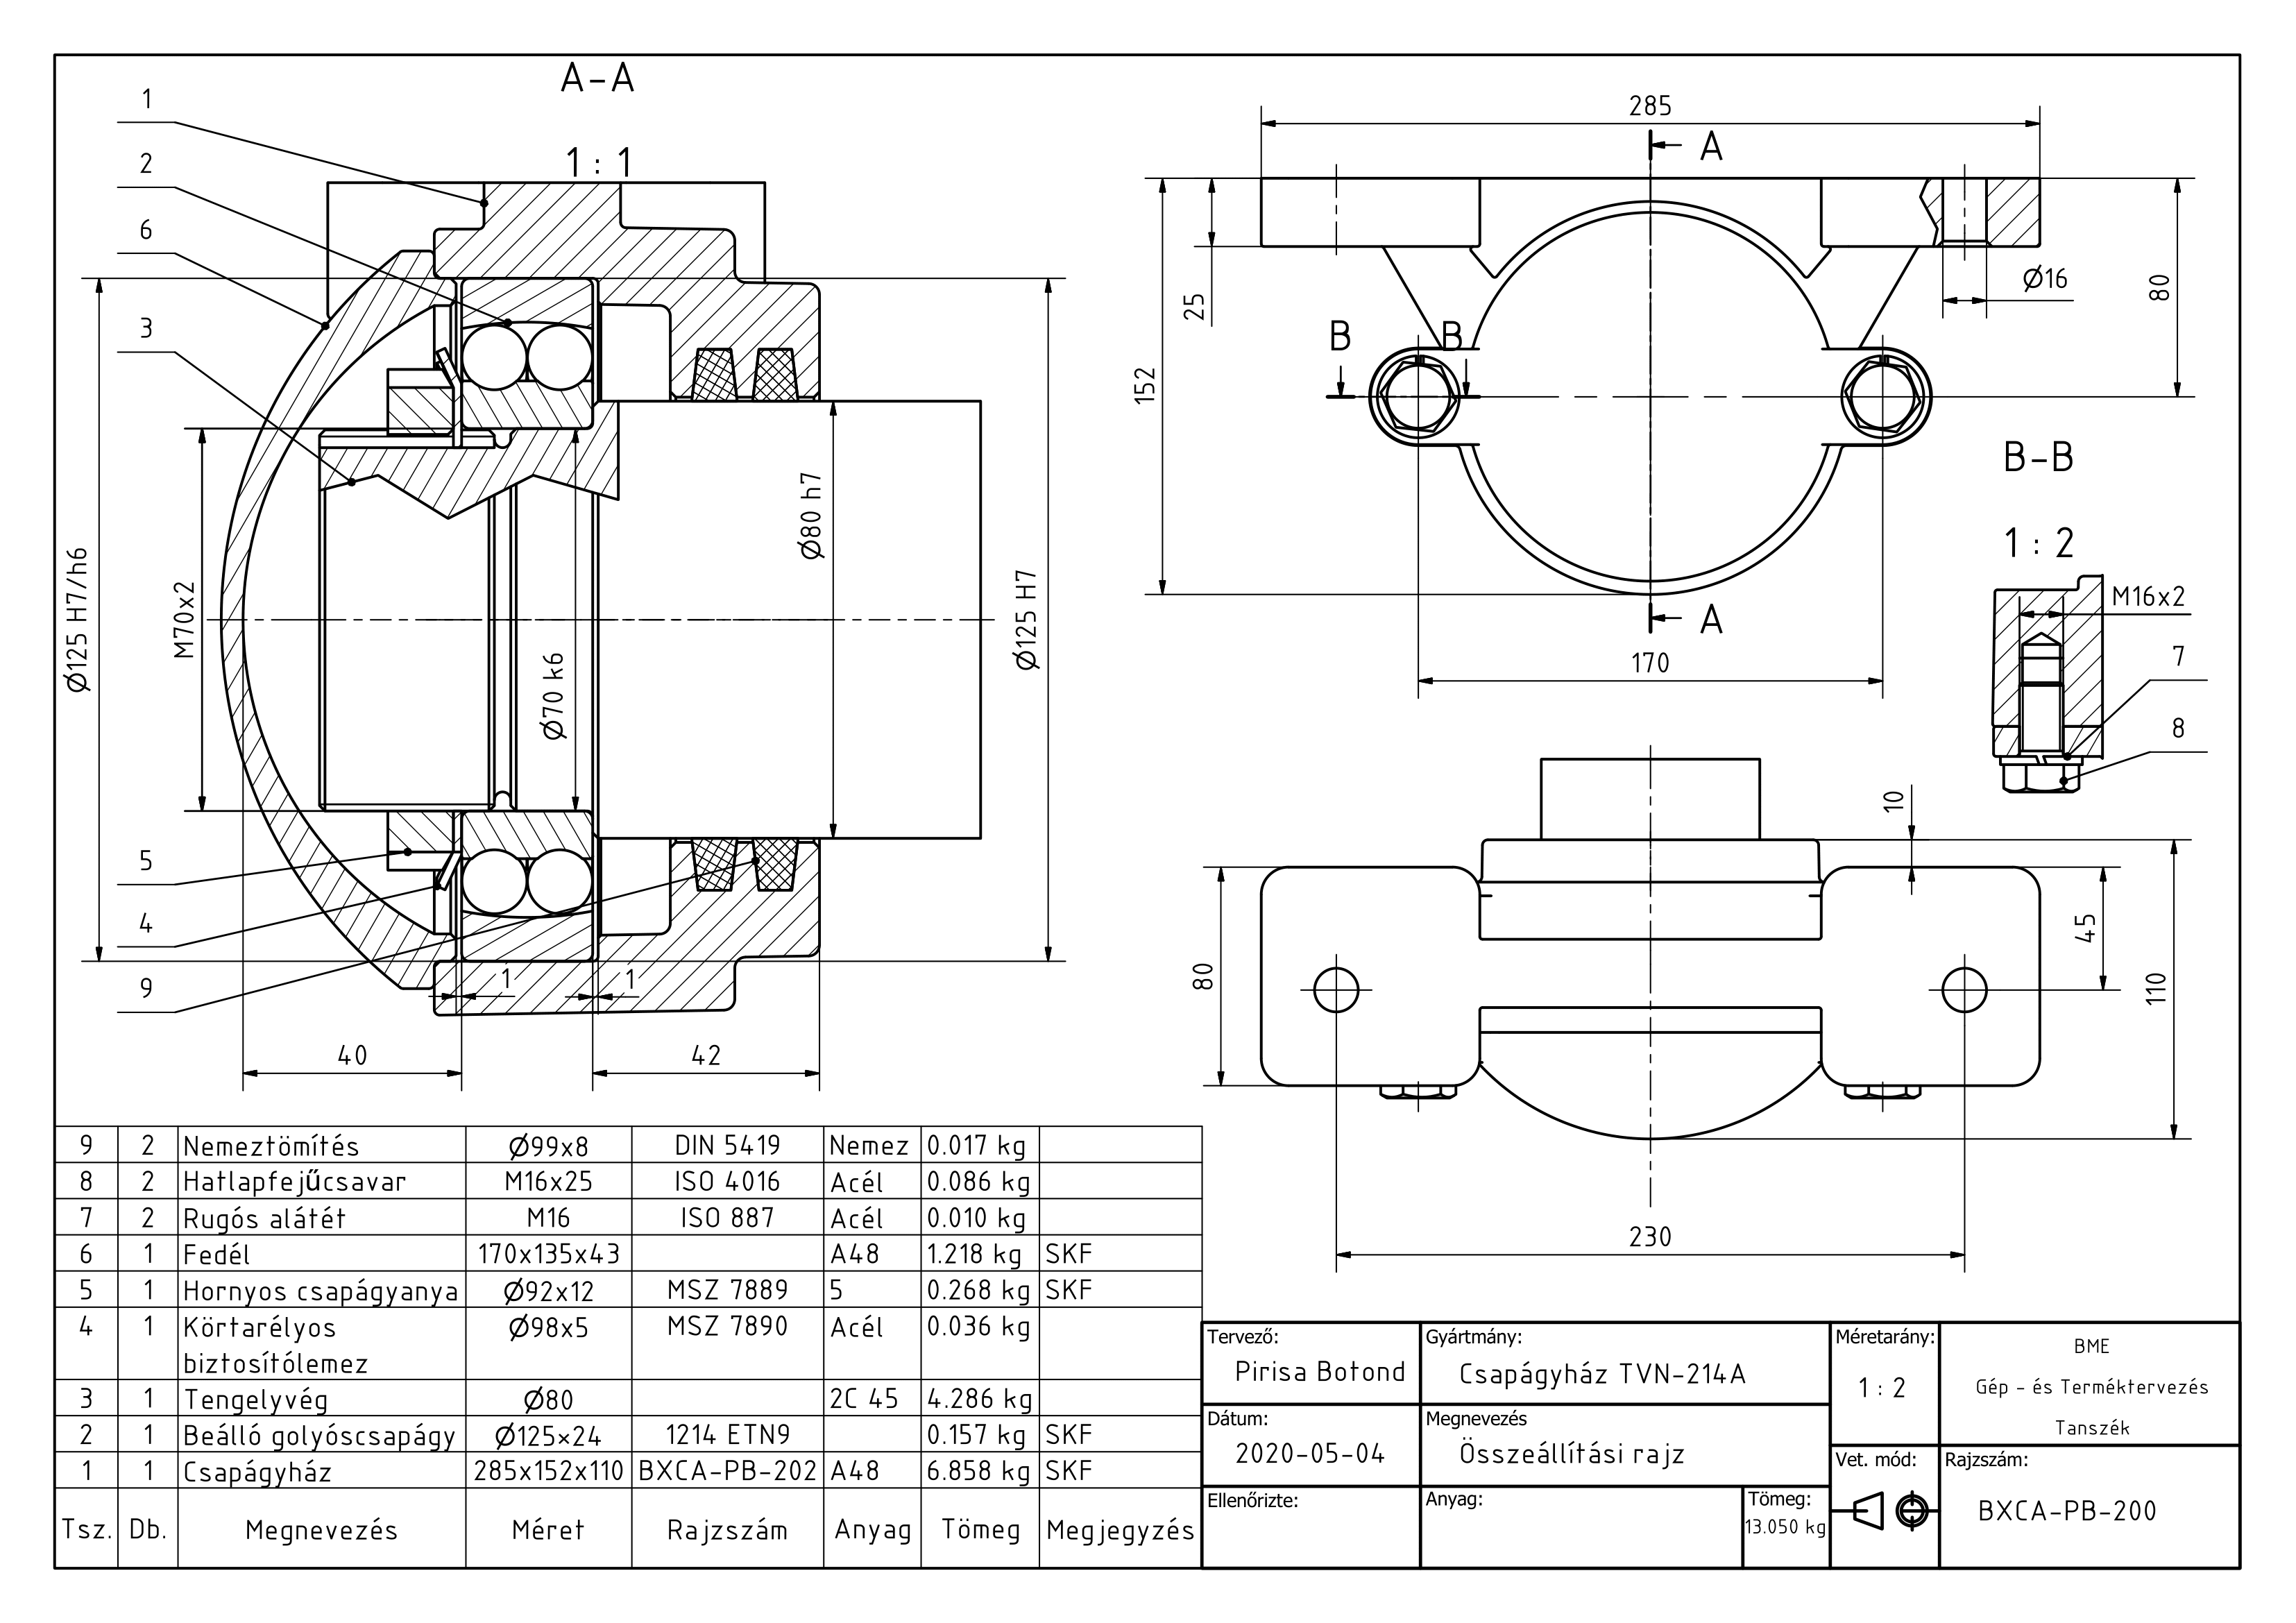 A-A
1 : 1
1
2
6
3
5
4
9
Ø125 H7/h6
M70x2
Ø70 k6
Ø80 h7
Ø125 H7
1
1
40
42
285
A
152
25
Ø16
80
B
B
A
170
B-B
1 : 2
M16x2
7
8
10
80
45
110
230
9 2 Nemeztömítés Ø99x8 DIN 5419 Nemez 0.017 kg
8 2 Hatlapfejűcsavar M16x25 ISO 4016 Acél 0.086 kg
7 2 Rugós alátét M16 ISO 887 Acél 0.010 kg
6 1 Fedél 170x135x43 A48 1.218 kg SKF
5 1 Hornyos csapágyanya Ø92x12 MSZ 7889 5 0.268 kg SKF
4 1 Körtarélyos Ø98x5 MSZ 7890 Acél 0.036 kg
biztosítólemez
3 1 Tengelyvég Ø80 2C 45 4.286 kg
2 1 Beálló golyóscsapágy Ø125×24 1214 ETN9 0.157 kg SKF
1 1 Csapágyház 285x152x110 BXCA-PB-202 A48 6.858 kg SKF
Tsz. Db. Megnevezés Méret Rajzszám Anyag Tömeg Megjegyzés
Tervező:
Pirisa Botond
Gyártmány:
Csapágyház TVN-214A
Méretarány:
1 : 2
BME
Gép - és Terméktervezés
Tanszék
Dátum:
2020-05-04
Megnevezés
Összeállítási rajz
Vet. mód:
Rajzszám:
BXCA-PB-200
Ellenőrizte:
Anyag:
Tömeg:
13.050 kg